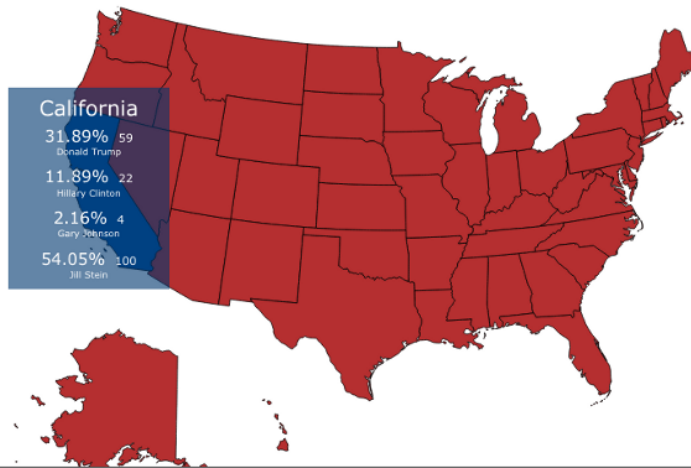 California
31.89% 59
Donald Trump
11.89% 22
Hillary Clinton
2.16% 4
Gary Johnson
54.05% 100
Jill Stein